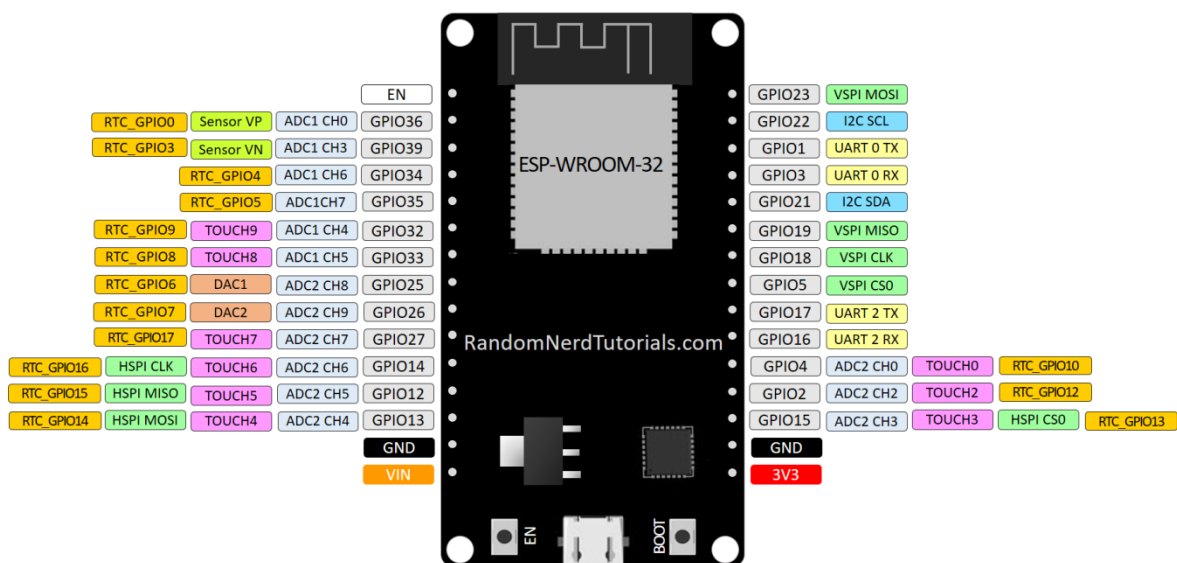 EN
RTC_GPIO0 Sensor VP ADC1 CH0 GPIO36
RTC_GPIO3 Sensor VN ADC1 CH3 GPIO39
RTC_GPIO4 ADC1 CH6 GPIO34
RTC_GPIO5 ADC1CH7 GPIO35
RTC_GPIO9 TOUCH9 ADC1 CH4 GPIO32
RTC_GPIO8 TOUCH8 ADC1 CH5 GPIO33
RTC_GPIO6 DAC1 ADC2 CH8 GPIO25
RTC_GPIO7 DAC2 ADC2 CH9 GPIO26
RTC_GPIO17 TOUCH7 ADC2 CH7 GPIO27
RTC_GPIO16 HSPI CLK TOUCH6 ADC2 CH6 GPIO14
RTC_GPIO15 HSPI MISO TOUCH5 ADC2 CH5 GPIO12
RTC_GPIO14 HSPI MOSI TOUCH4 ADC2 CH4 GPIO13
GND
VIN
ESP-WROOM-32
RandomNerdTutorials.com
EN
BOOT
GPIO23 VSPI MOSI
GPIO22 I2C SCL
GPIO1 UART 0 TX
GPIO3 UART 0 RX
GPIO21 I2C SDA
GPIO19 VSPI MISO
GPIO18 VSPI CLK
GPIO5 VSPI CS0
GPIO17 UART 2 TX
GPIO16 UART 2 RX
GPIO4 ADC2 CH0 TOUCH0 RTC_GPIO10
GPIO2 ADC2 CH2 TOUCH2 RTC_GPIO12
GPIO15 ADC2 CH3 TOUCH3 HSPI CS0 RTC_GPIO13
GND
3V3